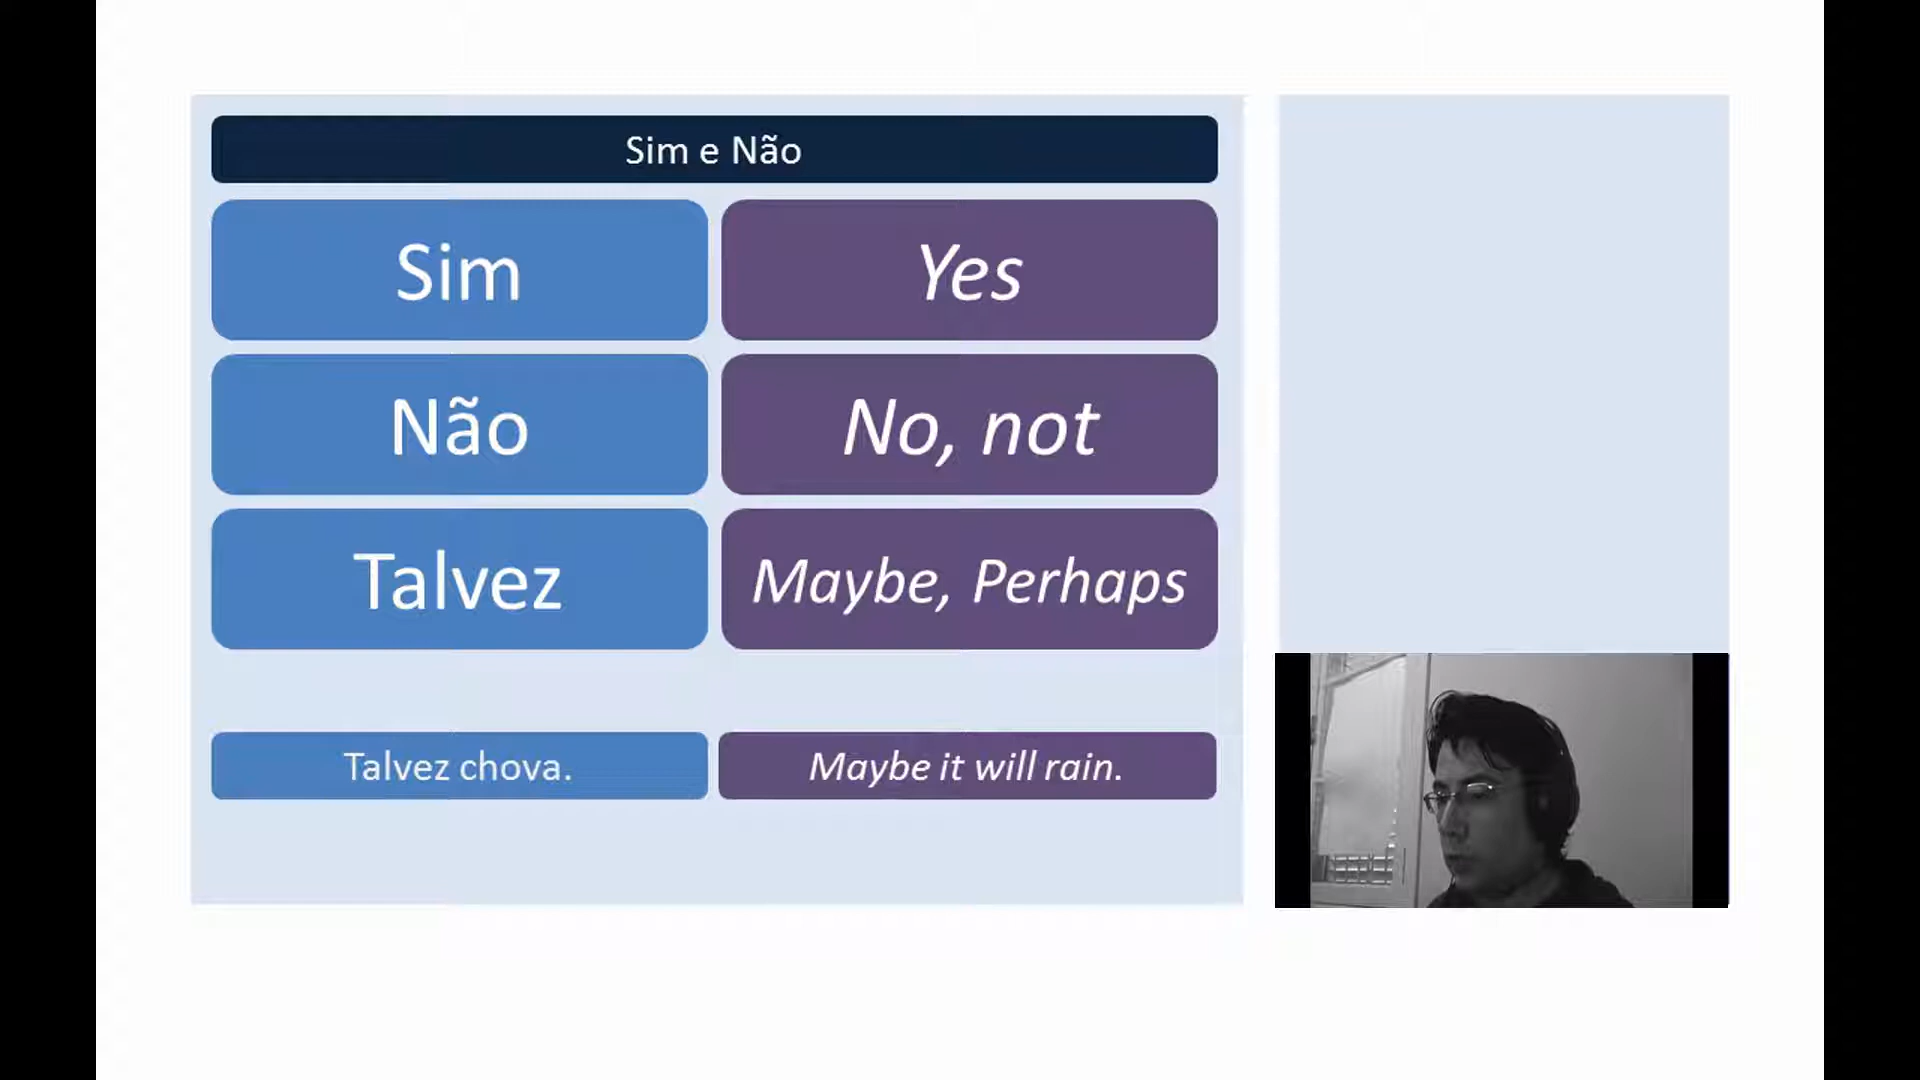 Sim e Não
Sim
Yes
Não
No, not
Talvez
Maybe, Perhaps
Talvez chova.
Maybe it will rain.